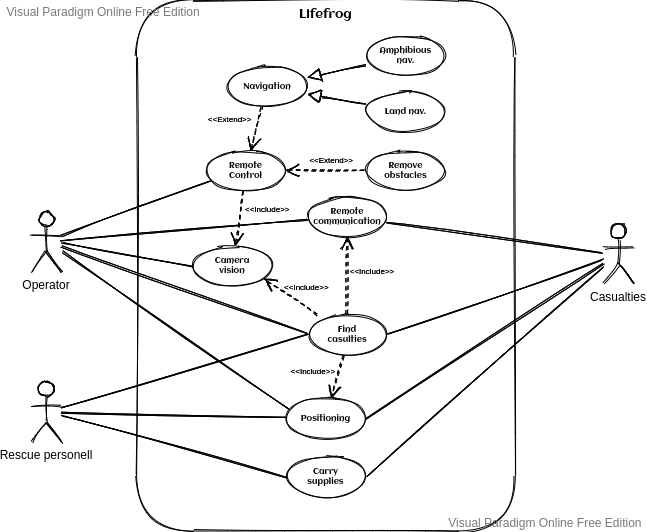 Visual Paradigm Online Free Edition
LIfefrog
Amphibious
nav.
Navigation
Land nav.
<<Extend>>
Remote
Control
<<Extend>>
Remove
obstacles
<<Include>>
Remote
communication
Operator
Camera
vision
<<Include>>
<<Include>>
Casualties
Find
casulties
<<Include>>
Positioning
Rescue personell
Carry
supplies
Visual Paradigm Online Free Edition